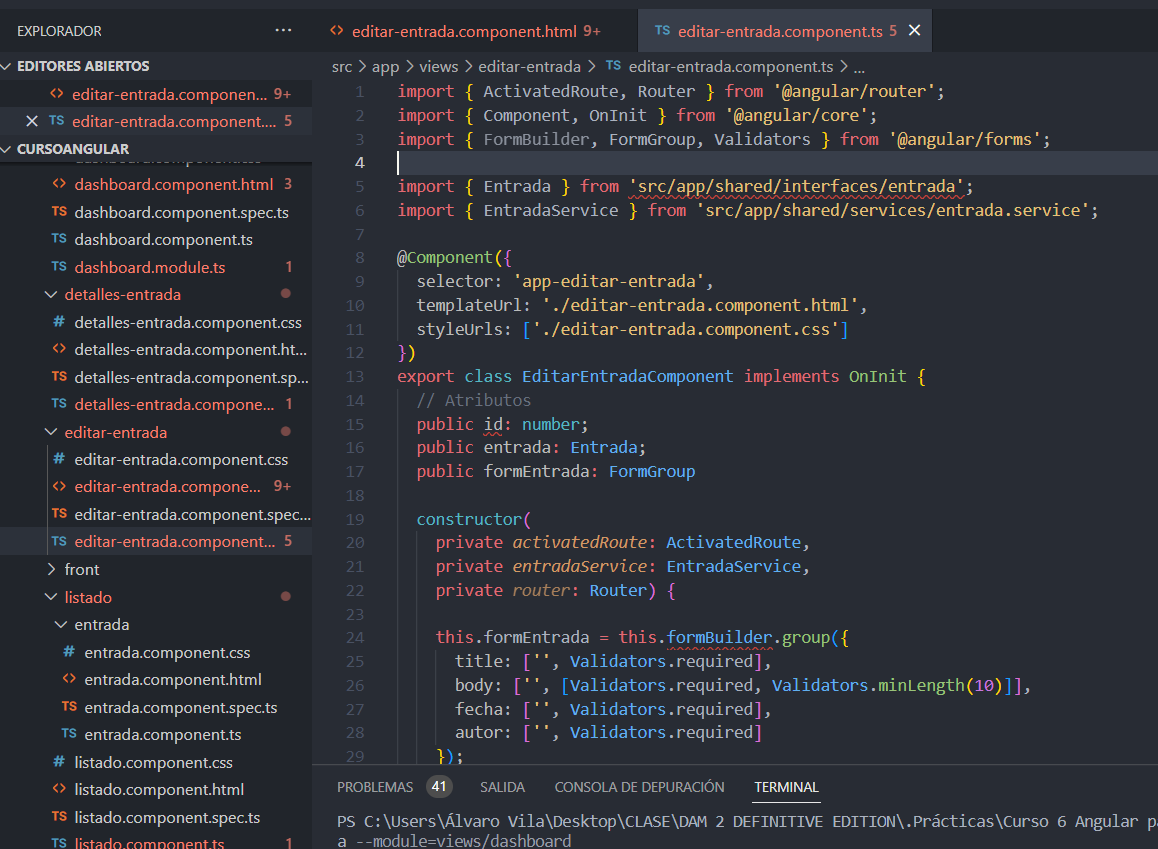 EXPLORADOR
···
EDITORES ABIERTOS
<> editar-entrada.componen... 9+
TS editar-entrada.component.... 5
CURSOANGULAR
<> dashboard.component.html 3
TS dashboard.component.spec.ts
TS dashboard.component.ts
TS dashboard.module.ts 1
detalles-entrada
# detalles-entrada.component.css
<> detalles-entrada.component.ht...
TS detalles-entrada.component.sp...
TS detalles-entrada.compone... 1
editar-entrada
# editar-entrada.component.css
<> editar-entrada.compone... 9+
TS editar-entrada.component.spec...
TS editar-entrada.component... 5
front
listado
entrada
# entrada.component.css
<> entrada.component.html
TS entrada.component.spec.ts
TS entrada.component.ts
# listado.component.css
<> listado.component.html
TS listado.component.spec.ts
TS listado.component.ts 1
<> editar-entrada.component.html 9+
TS editar-entrada.component.ts 5
src > app > views > editar-entrada > TS editar-entrada.component.ts > ...
1 import { ActivatedRoute, Router } from '@angular/router';
2 import { Component, OnInit } from '@angular/core';
3 import { FormBuilder, FormGroup, Validators } from '@angular/forms';
4
5 import { Entrada } from 'src/app/shared/interfaces/entrada';
6 import { EntradaService } from 'src/app/shared/services/entrada.service';
7
8 @Component({
9 selector: 'app-editar-entrada',
10 templateUrl: './editar-entrada.component.html',
11 styleUrls: ['./editar-entrada.component.css']
12 })
13 export class EditarEntradaComponent implements OnInit {
14 // Atributos
15 public id: number;
16 public entrada: Entrada;
17 public formEntrada: FormGroup
18
19 constructor(
20 private activatedRoute: ActivatedRoute,
21 private entradaService: EntradaService,
22 private router: Router) {
23
24 this.formEntrada = this.formBuilder.group({
25 title: ['', Validators.required],
26 body: ['', [Validators.required, Validators.minLength(10)]],
27 fecha: ['', Validators.required],
28 autor: ['', Validators.required]
29 });
PROBLEMAS 41 SALIDA CONSOLA DE DEPURACIÓN TERMINAL
PS C:\Users\Álvaro Vila\Desktop\CLASE\DAM 2 DEFINITIVE EDITION\.Prácticas\Curso 6 Angular p
a --module=views/dashboard